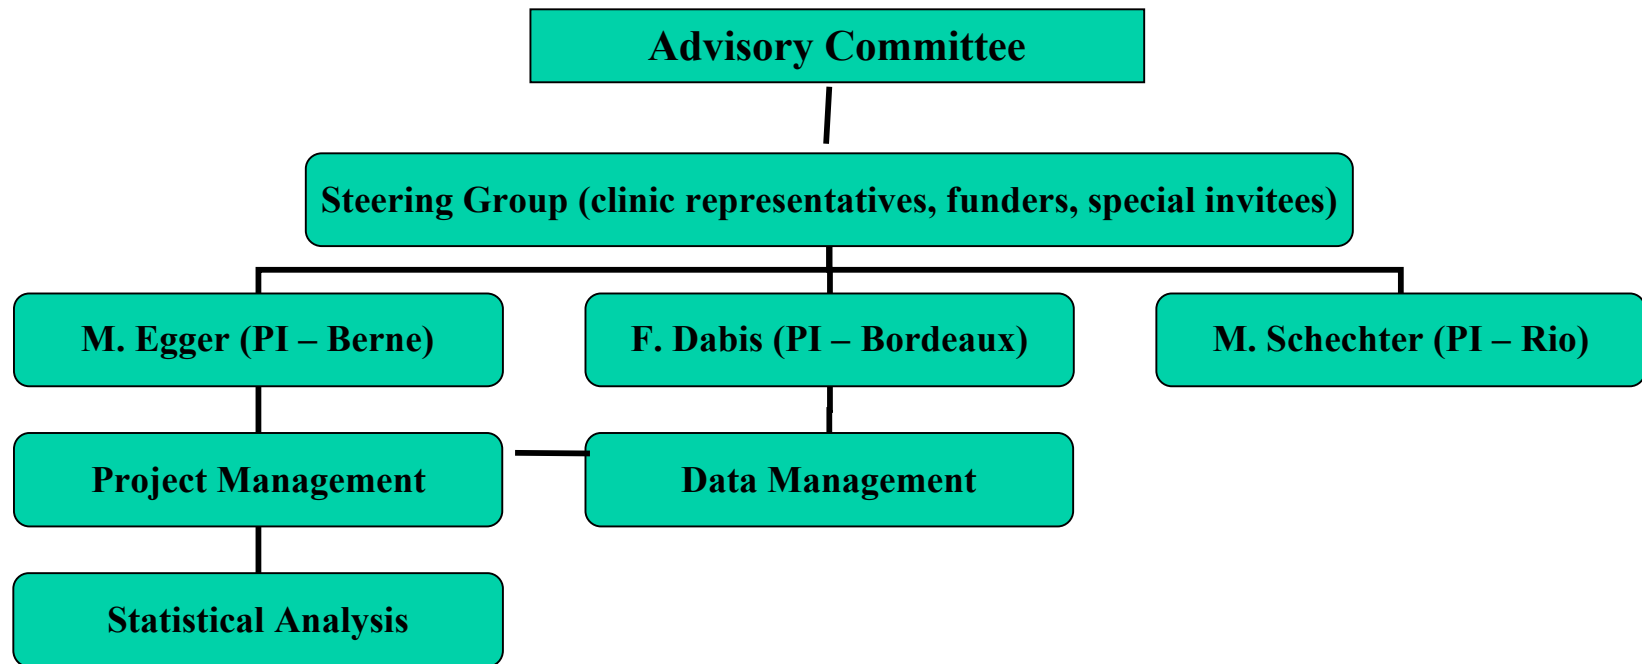 Advisory Committee
Steering Group (clinic representatives, funders, special invitees)
M. Egger (PI – Berne)
F. Dabis (PI – Bordeaux)
M. Schechter (PI – Rio)
Project Management
Data Management
Statistical Analysis